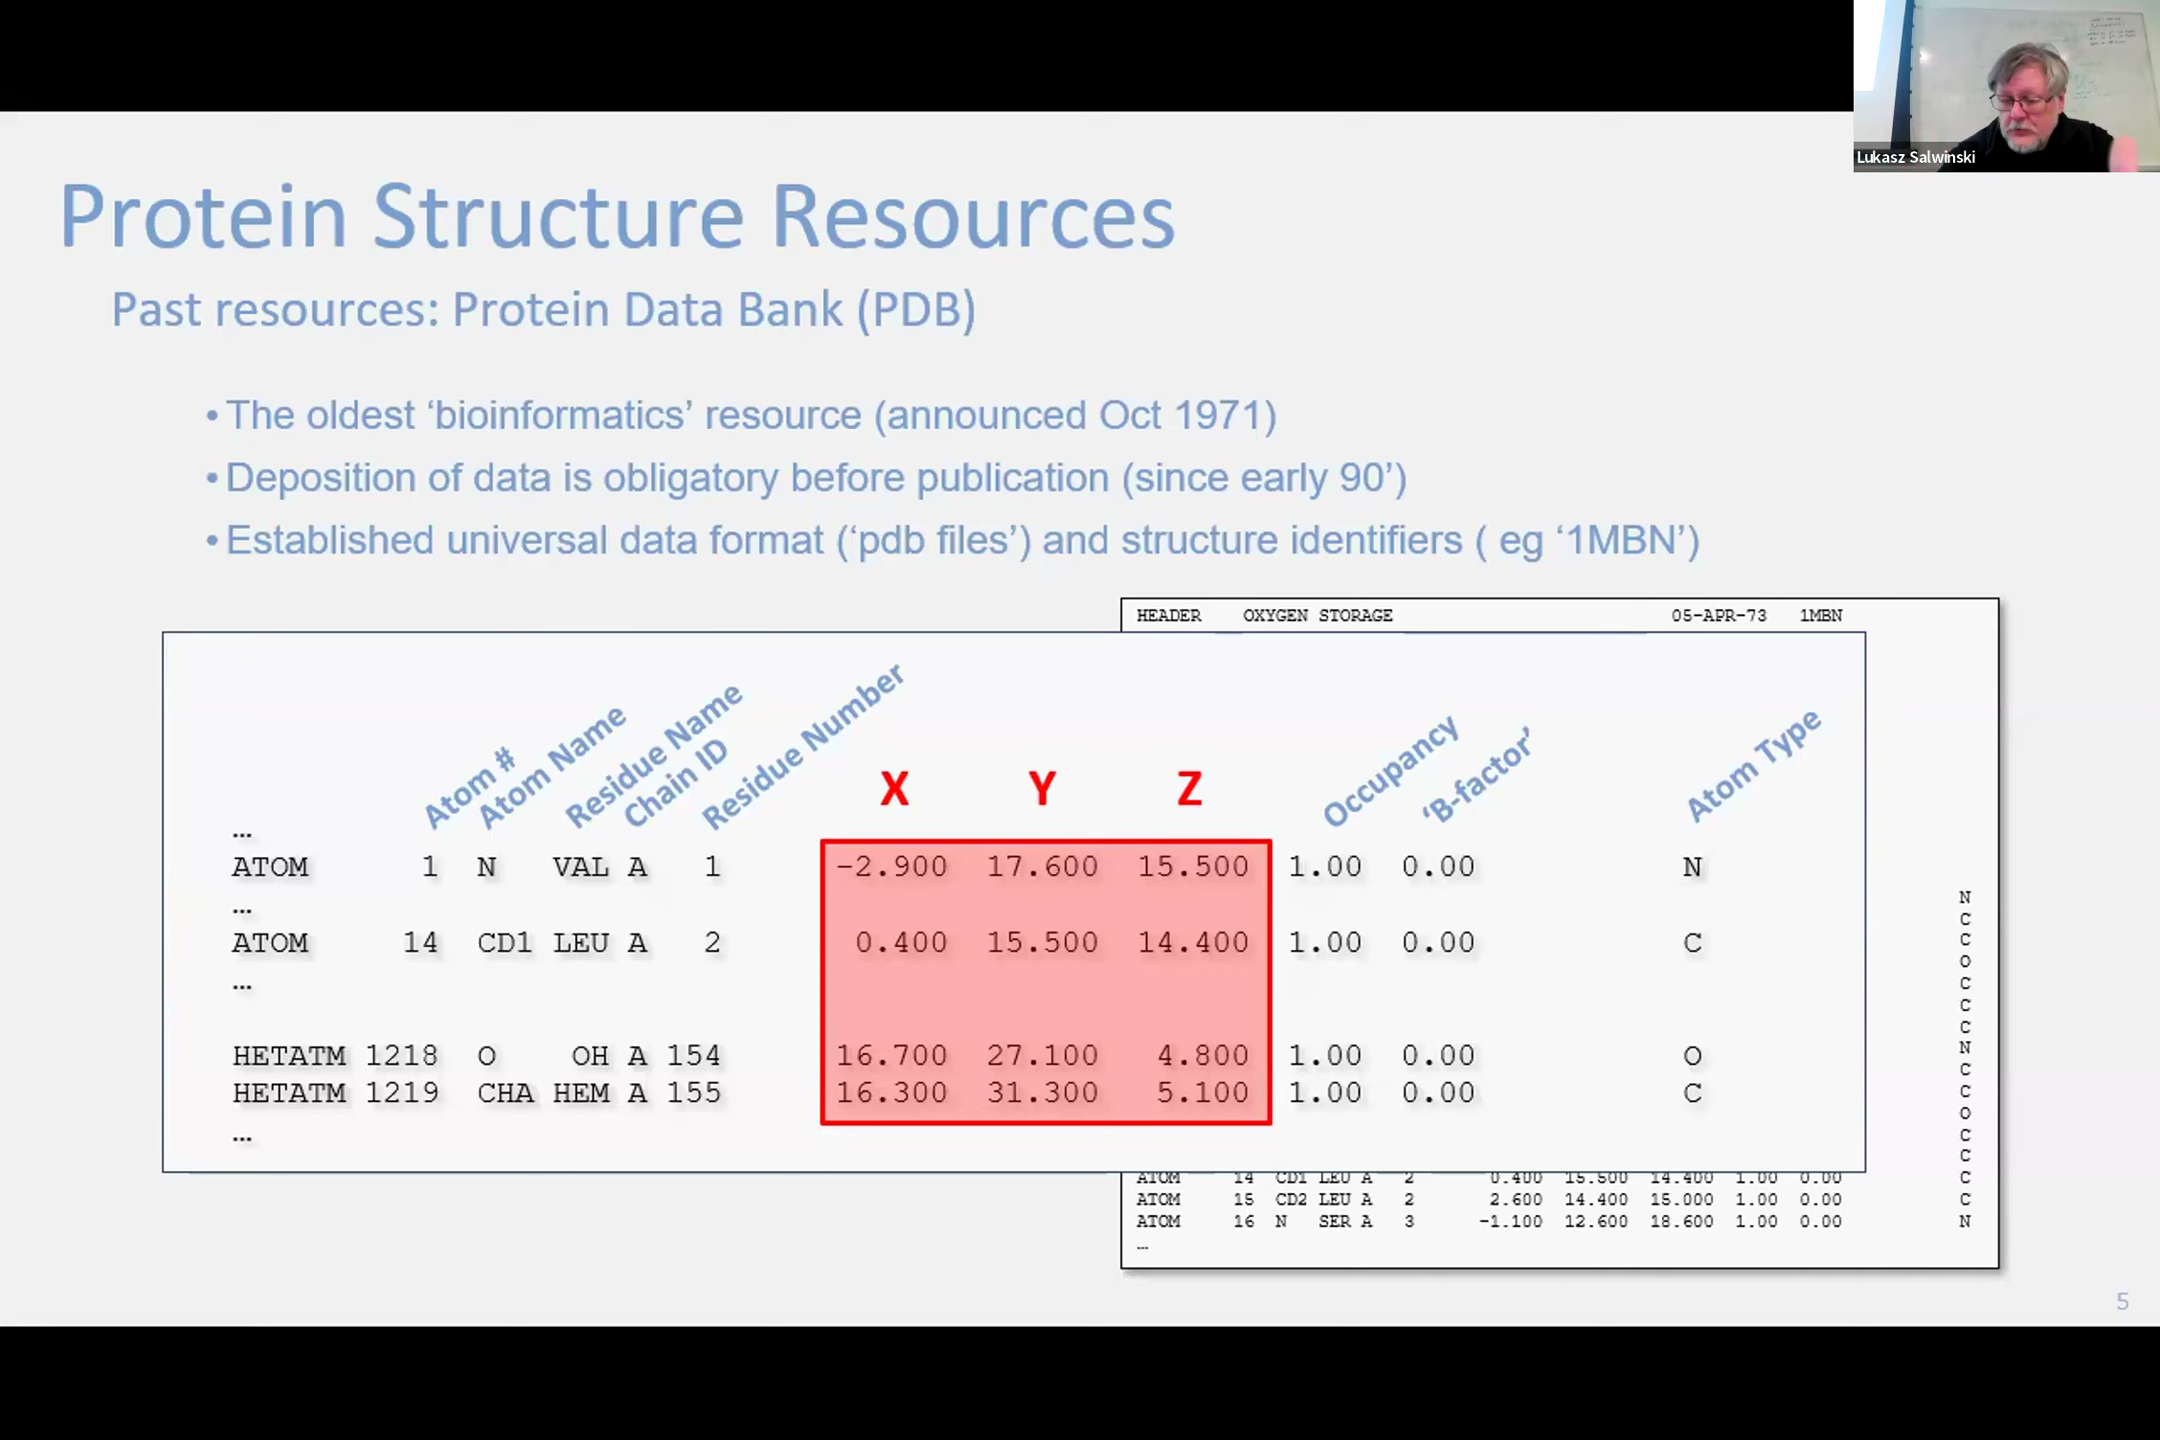 Lukasz Salwinski
Protein Structure Resources
Past resources: Protein Data Bank (PDB)
• The oldest ‘bioinformatics’ resource (announced Oct 1971)
• Deposition of data is obligatory before publication (since early 90’)
• Established universal data format (‘pdb files’) and structure identifiers ( eg ‘1MBN’)
HEADER OXYGEN STORAGE 05-APR-73 1MBN
Atom # Atom Name Residue Name Chain ID Residue Number X Y Z Occupancy ‘B-factor’ Atom Type
...
ATOM 1 N VAL A 1 -2.900 17.600 15.500 1.00 0.00 N
...
ATOM 14 CD1 LEU A 2 0.400 15.500 14.400 1.00 0.00 C
...
HETATM 1218 O OH A 154 16.700 27.100 4.800 1.00 0.00 O
HETATM 1219 CHA HEM A 155 16.300 31.300 5.100 1.00 0.00 C
...
N
C
C
O
C
C
C
N
C
C
O
C
C
ATOM 14 CD1 LEU A 2 0.400 15.500 14.400 1.00 0.00 C
ATOM 15 CD2 LEU A 2 2.600 14.400 15.000 1.00 0.00 C
ATOM 16 N SER A 3 -1.100 12.600 18.600 1.00 0.00 N
...
5